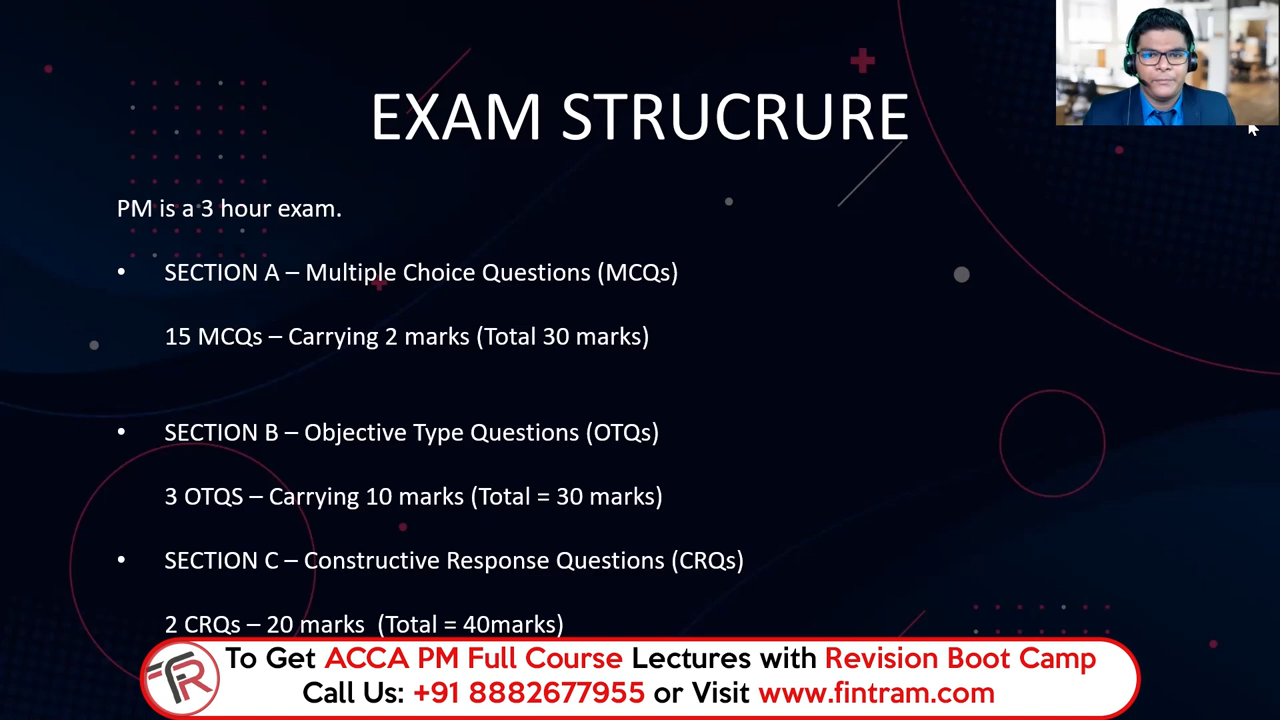 EXAM STRUCRURE
PM is a 3 hour exam.
• SECTION A – Multiple Choice Questions (MCQs)
15 MCQs – Carrying 2 marks (Total 30 marks)
• SECTION B – Objective Type Questions (OTQs)
3 OTQS – Carrying 10 marks (Total = 30 marks)
• SECTION C – Constructive Response Questions (CRQs)
2 CRQs – 20 marks (Total = 40marks)
To Get ACCA PM Full Course Lectures with Revision Boot Camp
Call Us: +91 8882677955 or Visit www.fintram.com